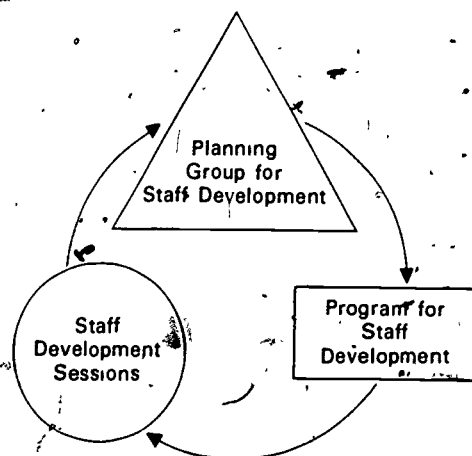 Planning
Group for
Staff Development
Program for
Staff
Development
Staff
Development
Sessions